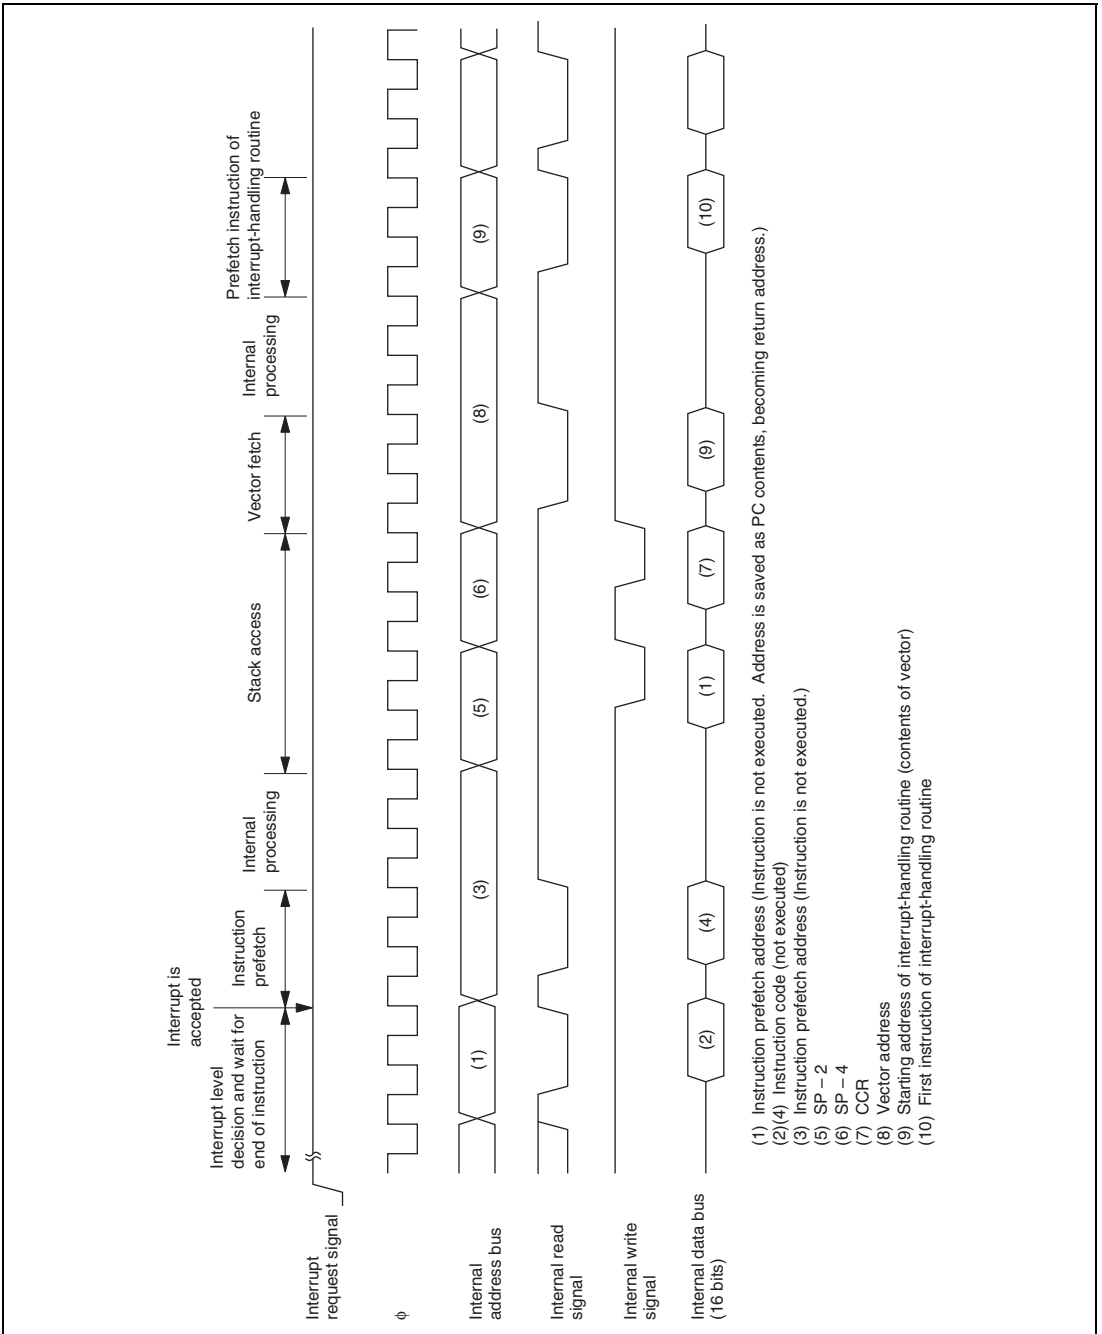 Interrupt is
accepted
Interrupt level
decision and wait for
end of instruction
Instruction
prefetch
Internal
processing
Stack access
Vector fetch
Internal
processing
Prefetch instruction of
interrupt-handling routine
Interrupt
request signal
ϕ
Internal
address bus
(1)
(3)
(5)
(6)
(8)
(9)
Internal read
signal
Internal write
signal
Internal data bus
(16 bits)
(2)
(4)
(1)
(7)
(9)
(10)
(1) Instruction prefetch address (Instruction is not executed. Address is saved as PC contents, becoming return address.)
(2)(4) Instruction code (not executed)
(3) Instruction prefetch address (Instruction is not executed.)
(5) SP – 2
(6) SP – 4
(7) CCR
(8) Vector address
(9) Starting address of interrupt-handling routine (contents of vector)
(10) First instruction of interrupt-handling routine